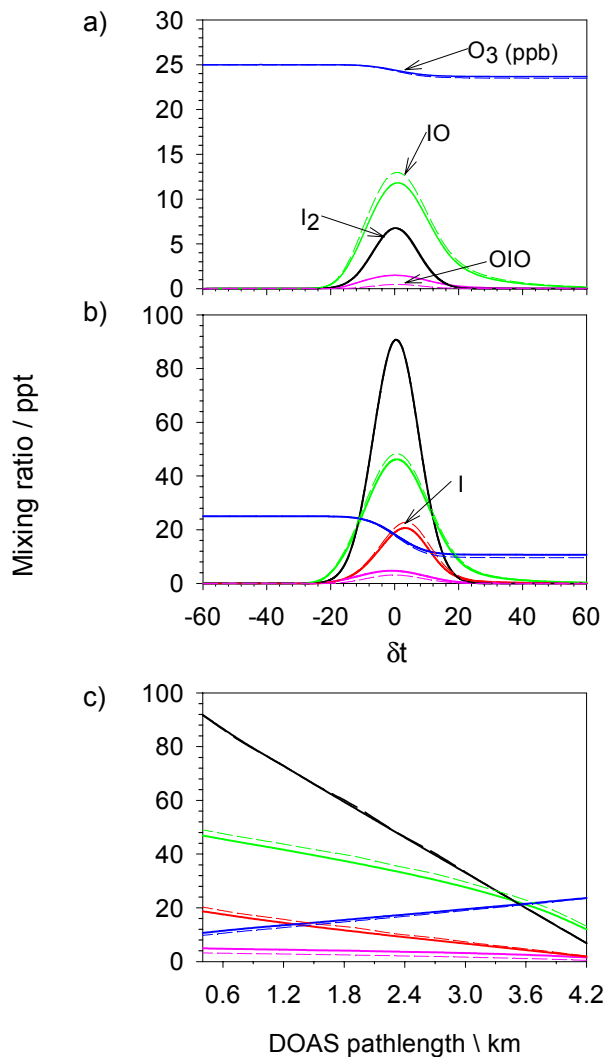 a)
30
25
20
15
10
5
0
O3 (ppb)
IO
I2
OIO
b)
100
80
60
40
20
0
I
-60 -40 -20 0 20 40 60
δt
Mixing ratio / ppt
c)
100
80
60
40
20
0
0.6 1.2 1.8 2.4 3.0 3.6 4.2
DOAS pathlength \ km